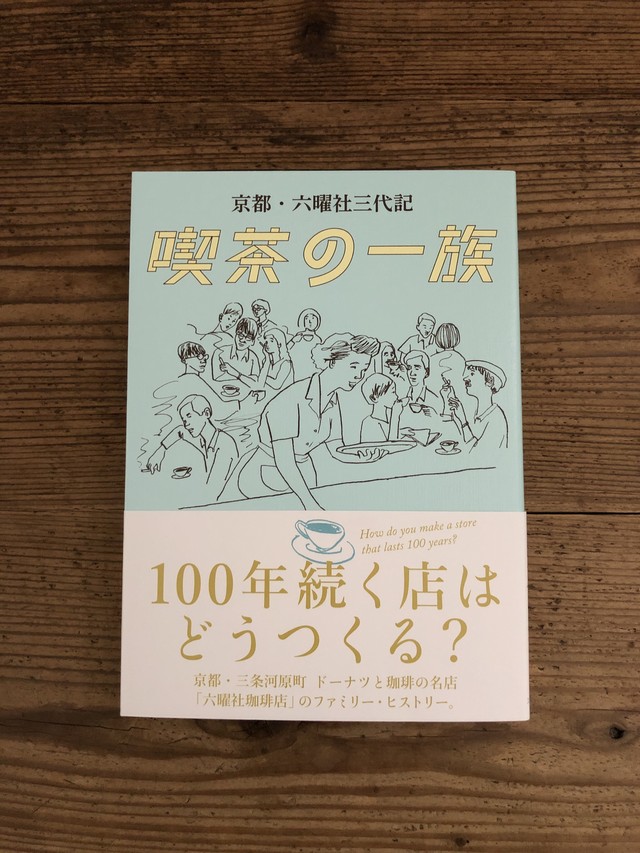 京都・六曜社三代記
喫茶の一族
How do you make a store
that lasts 100 years?
100年続く店は
どうつくる？
京都・三条河原町 ドーナツと珈琲の名店
「六曜社珈琲店」のファミリー・ヒストリー。